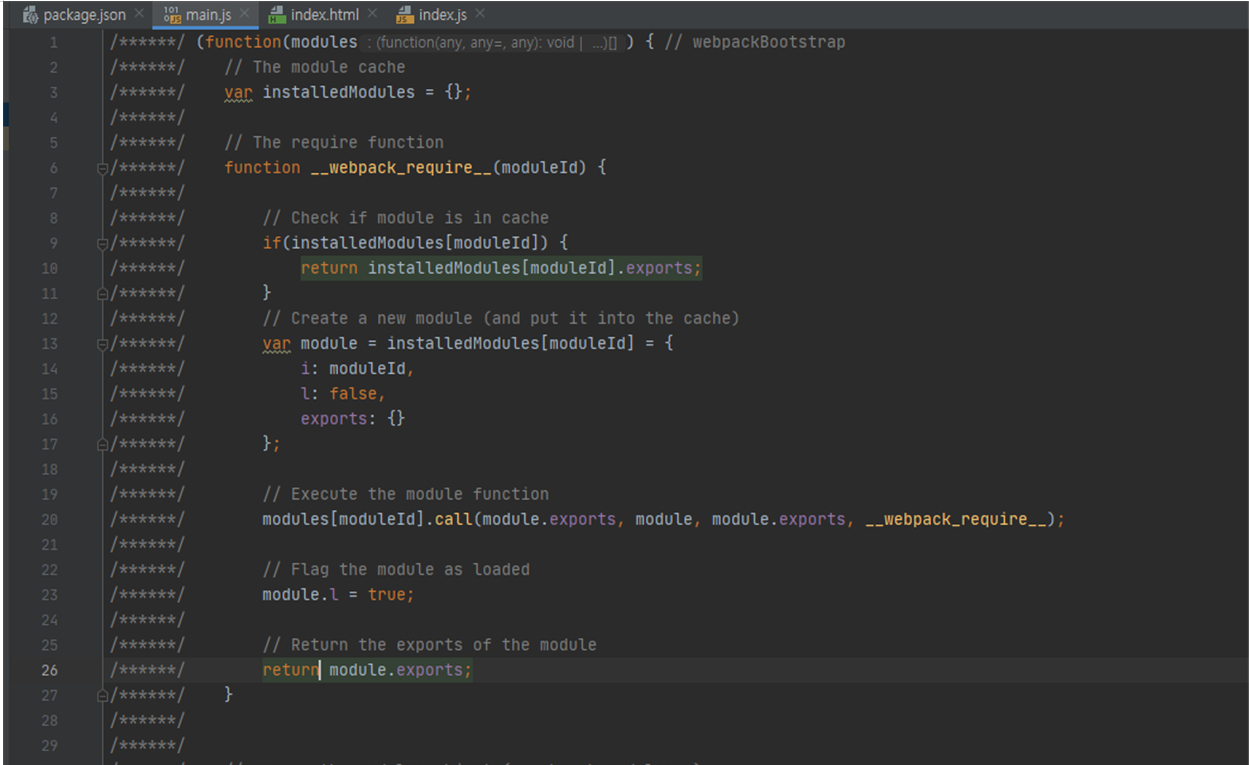 package.json × main.js × index.html × index.js ×
1 /******/ (function(modules : (function(any, any=, any): void | ...)[] ) { // webpackBootstrap
2 /******/ // The module cache
3 /******/ var installedModules = {};
4 /******/
5 /******/ // The require function
6 /******/ function __webpack_require__(moduleId) {
7 /******/
8 /******/ // Check if module is in cache
9 /******/ if(installedModules[moduleId]) {
10 /******/ return installedModules[moduleId].exports;
11 /******/ }
12 /******/ // Create a new module (and put it into the cache)
13 /******/ var module = installedModules[moduleId] = {
14 /******/ i: moduleId,
15 /******/ l: false,
16 /******/ exports: {}
17 /******/ };
18 /******/
19 /******/ // Execute the module function
20 /******/ modules[moduleId].call(module.exports, module, module.exports, __webpack_require__);
21 /******/
22 /******/ // Flag the module as loaded
23 /******/ module.l = true;
24 /******/
25 /******/ // Return the exports of the module
26 /******/ return module.exports;
27 /******/ }
28 /******/
29 /******/